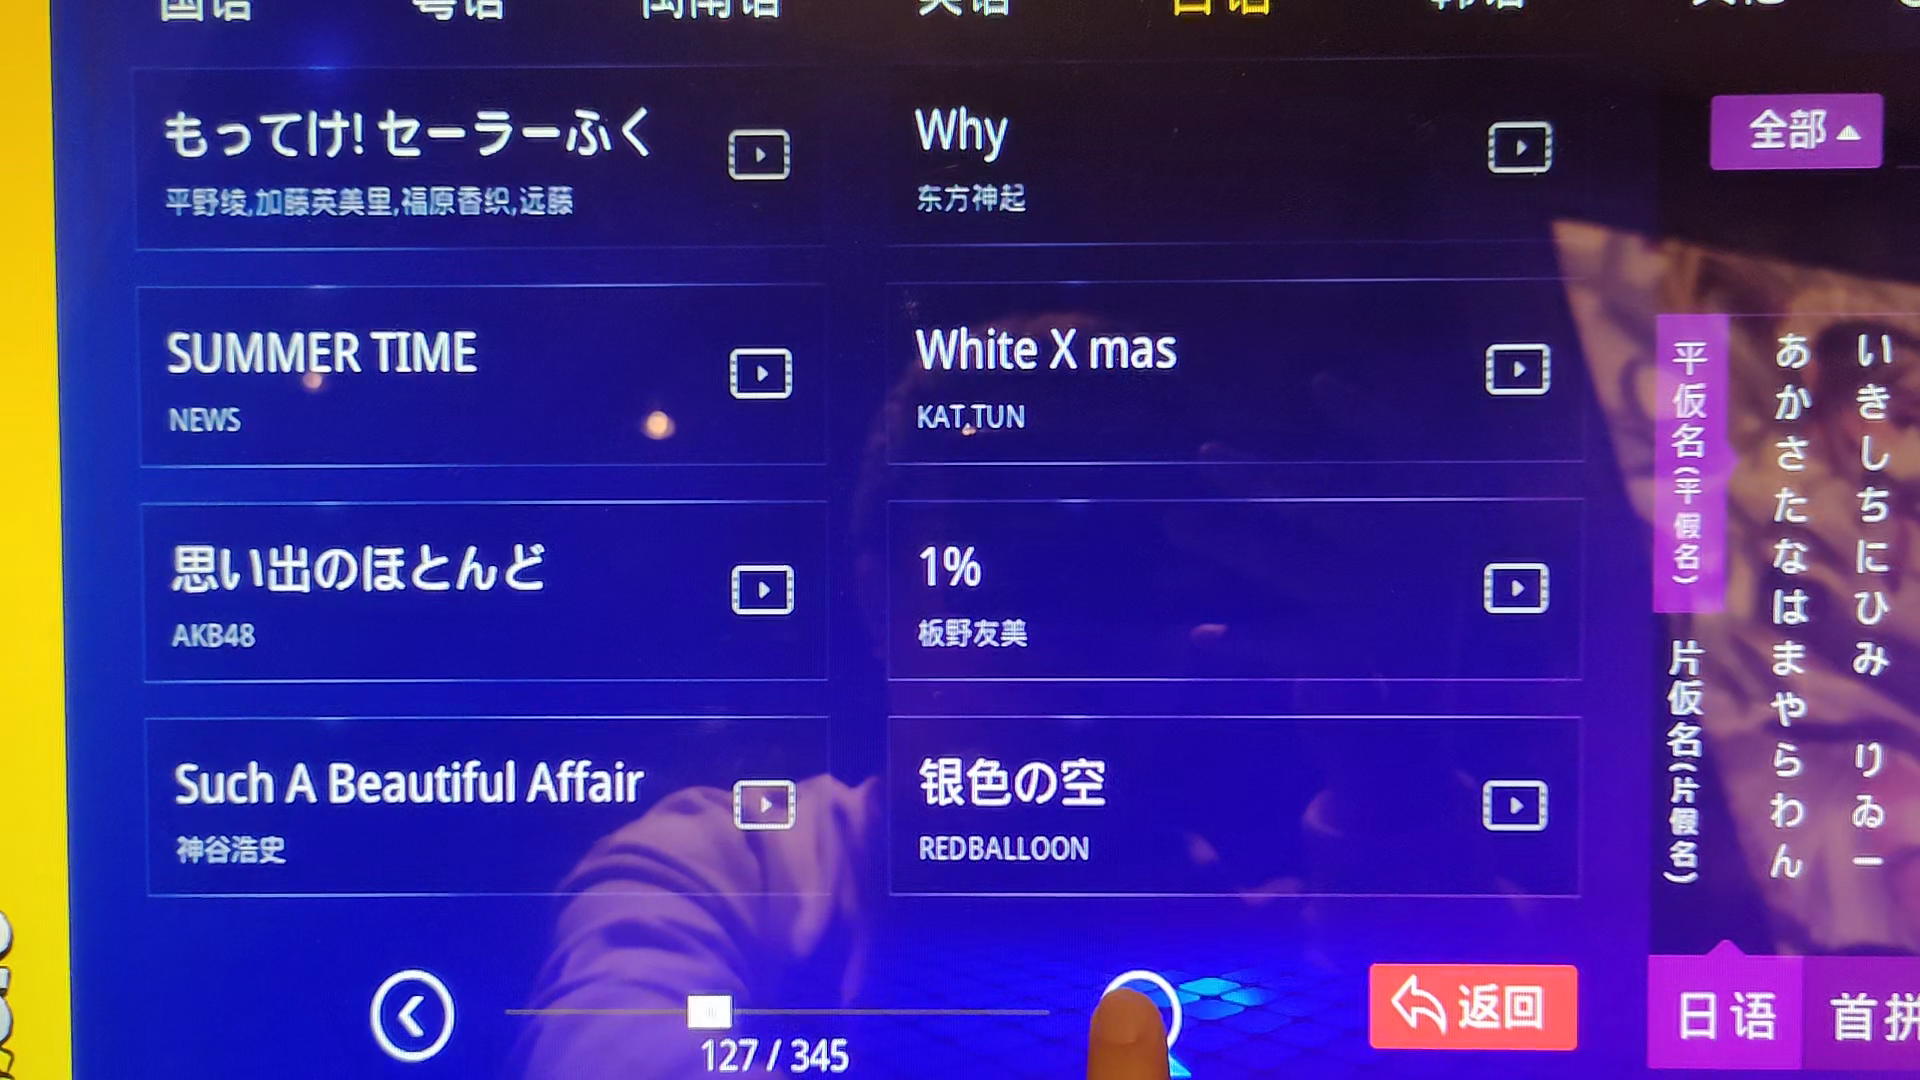 国语 粤语 闽南语 英语 日语 韩语 其他
もってけ! セーラーふく
平野绫,加藤英美里,福原香织,远藤
Why
东方神起
SUMMER TIME
NEWS
White X mas
KAT.TUN
思い出のほとんど
AKB48
1%
板野友美
Such A Beautiful Affair
神谷浩史
银色の空
REDBALLOON
127 / 345
返回
全部
平仮名(平假名)
片仮名(片假名)
あかさたなはまやらわん
いきしちにひみ りゐー
日语
首拼